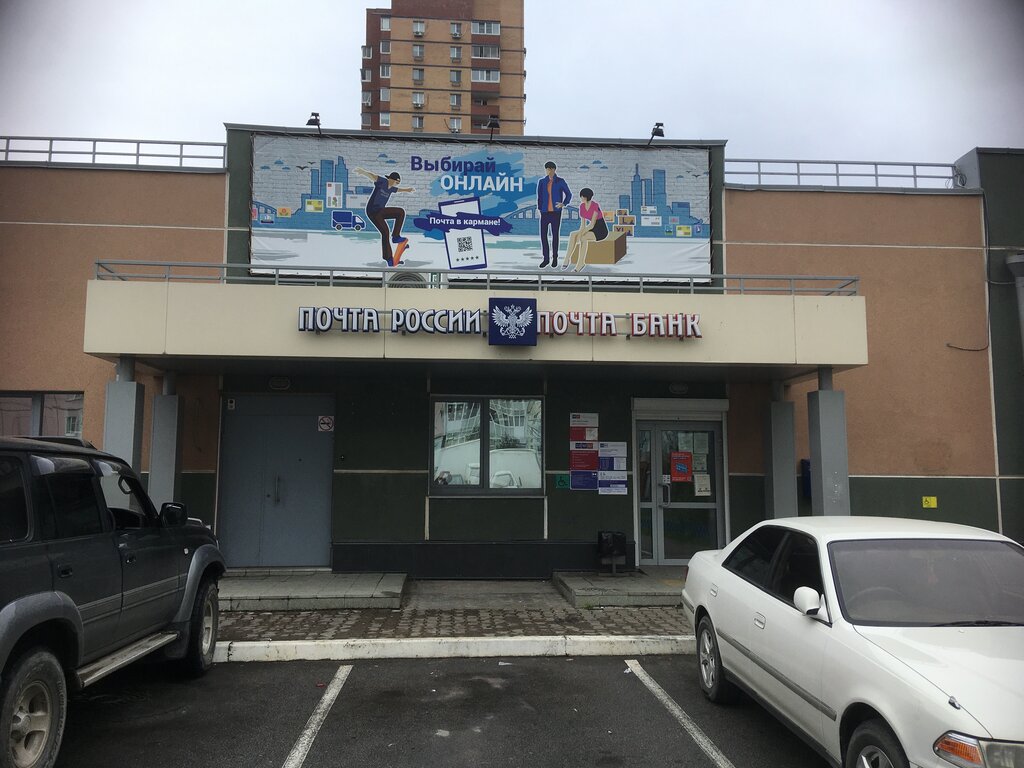 Выбирай
ОНЛАЙН
Почта в кармане!
ПОЧТА РОССИИ
ПОЧТА БАНК